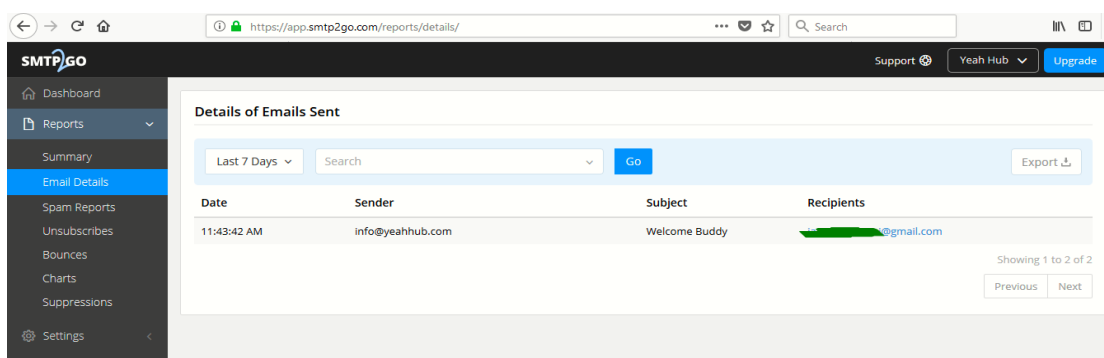 https://app.smtp2go.com/reports/details/
Search
SMTP2GO
Support
Yeah Hub
Upgrade
Dashboard
Reports
Summary
Email Details
Spam Reports
Unsubscribes
Bounces
Charts
Suppressions
Settings
Details of Emails Sent
Last 7 Days
Search
Go
Export
Date Sender Subject Recipients
11:43:42 AM info@yeahhub.com Welcome Buddy @gmail.com
Showing 1 to 2 of 2
Previous Next